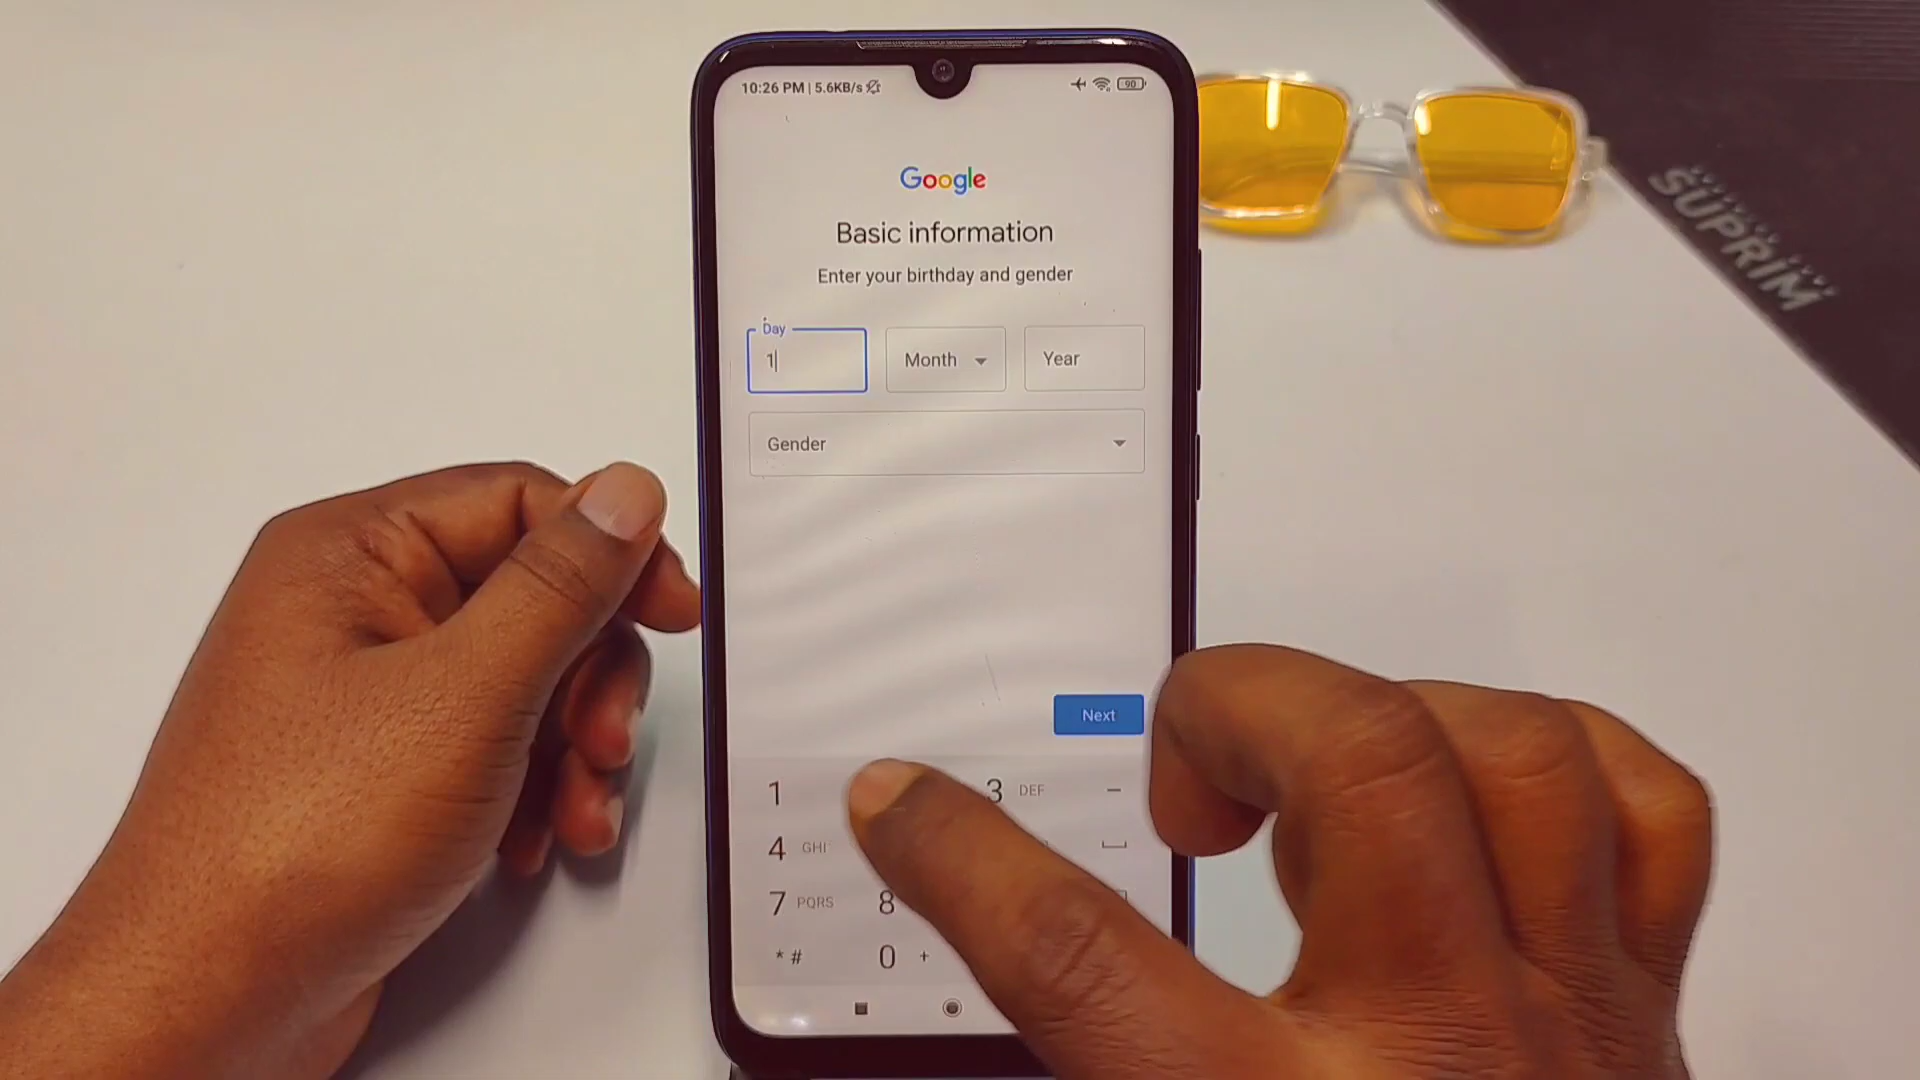 10:26 PM | 5.6KB/s
90
Google
Basic information
Enter your birthday and gender
Day
1
Month
Year
Gender
Next
1
3 DEF
-
4 GHI
7 PQRS
8
* #
0 +
SUPRIM